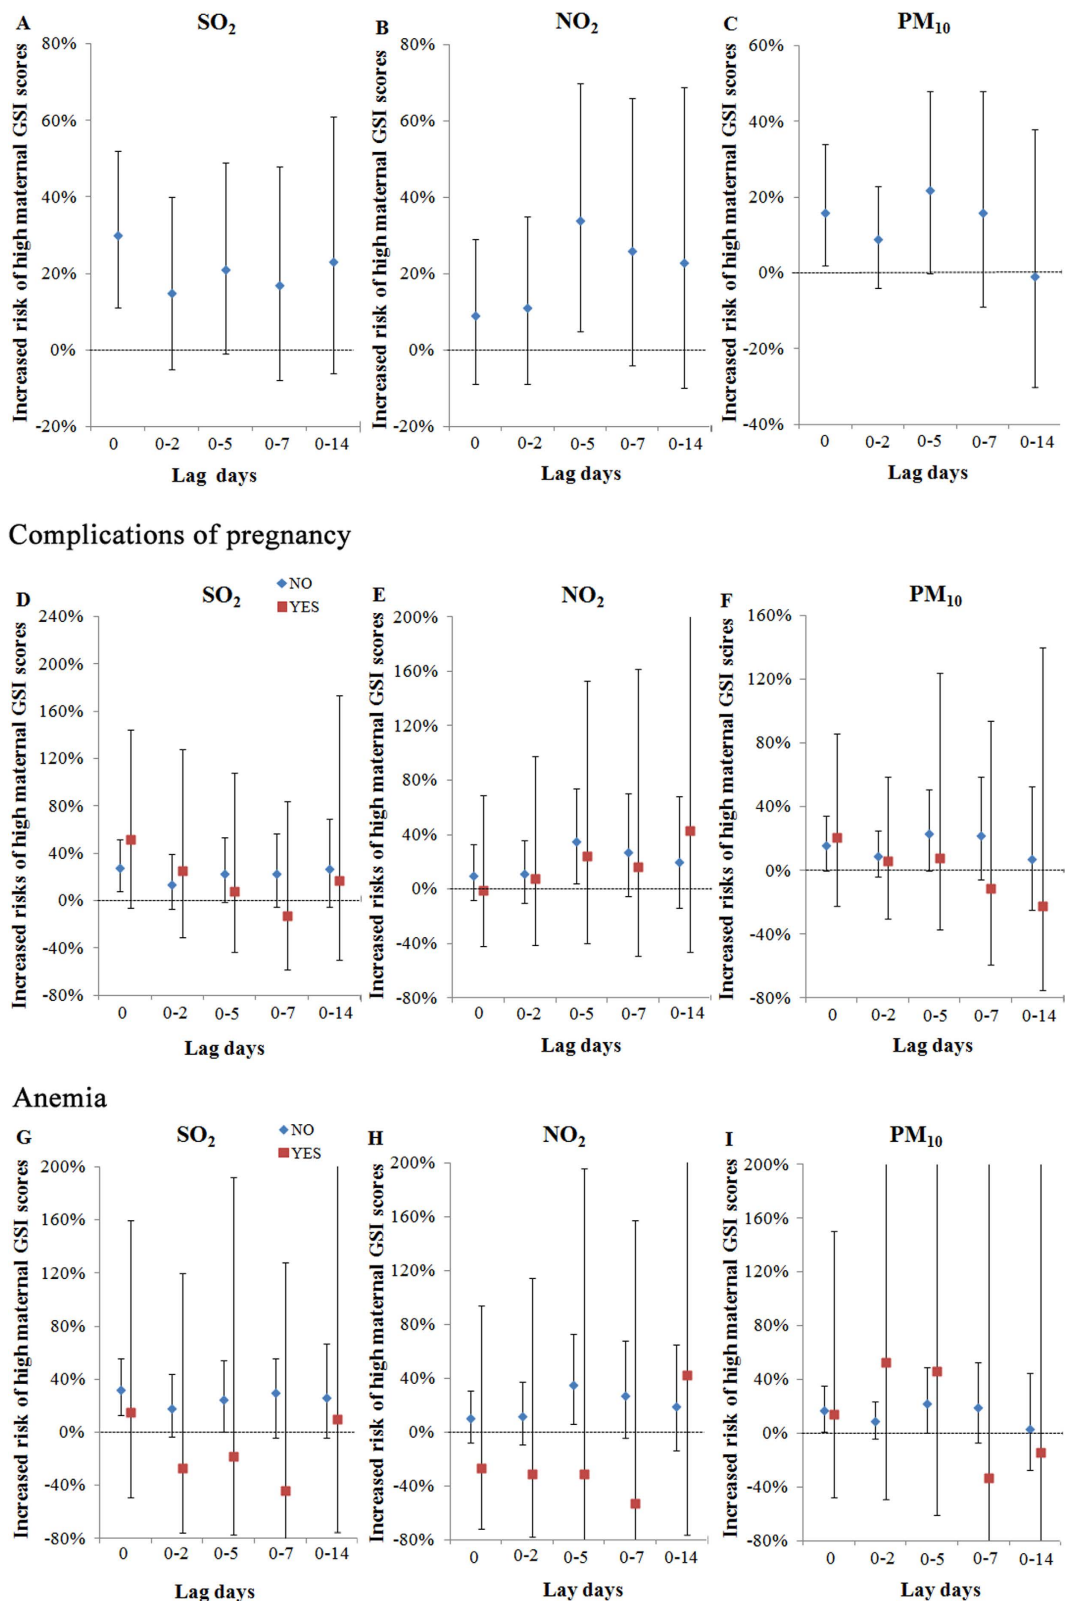 A SO2
Increased risk of high maternal GSI scores
80%
60%
40%
20%
0%
-20%
0 0-2 0-5 0-7 0-14
Lag days
B NO2
Increased risk of high maternal GSI scores
80%
60%
40%
20%
0%
-20%
0 0-2 0-5 0-7 0-14
Lag days
C PM10
Increased risk of high maternal GSI scores
60%
40%
20%
0%
-20%
-40%
0 0-2 0-5 0-7 0-14
Lag days
Complications of pregnancy
D SO2
NO
YES
Increased risks of high maternal GSI scores
240%
200%
160%
120%
80%
40%
0%
-40%
-80%
0 0-2 0-5 0-7 0-14
Lag days
E NO2
Increased risks of high maternal GSI scores
200%
160%
120%
80%
40%
0%
-40%
-80%
0 0-2 0-5 0-7 0-14
Lag days
F PM10
Increased risks of high maternal GSI scires
160%
120%
80%
40%
0%
-40%
-80%
0 0-2 0-5 0-7 0-14
Lag days
Anemia
G SO2
NO
YES
Increased risk of high maternal GSI scores
200%
160%
120%
80%
40%
0%
-40%
-80%
0 0-2 0-5 0-7 0-14
Lag days
H NO2
Increased risk of high maternal GSI scores
200%
160%
120%
80%
40%
0%
-40%
-80%
0 0-2 0-5 0-7 0-14
Lay days
I PM10
Increased risk of high maternal GSI scores
200%
160%
120%
80%
40%
0%
-40%
-80%
0 0-2 0-5 0-7 0-14
Lay days